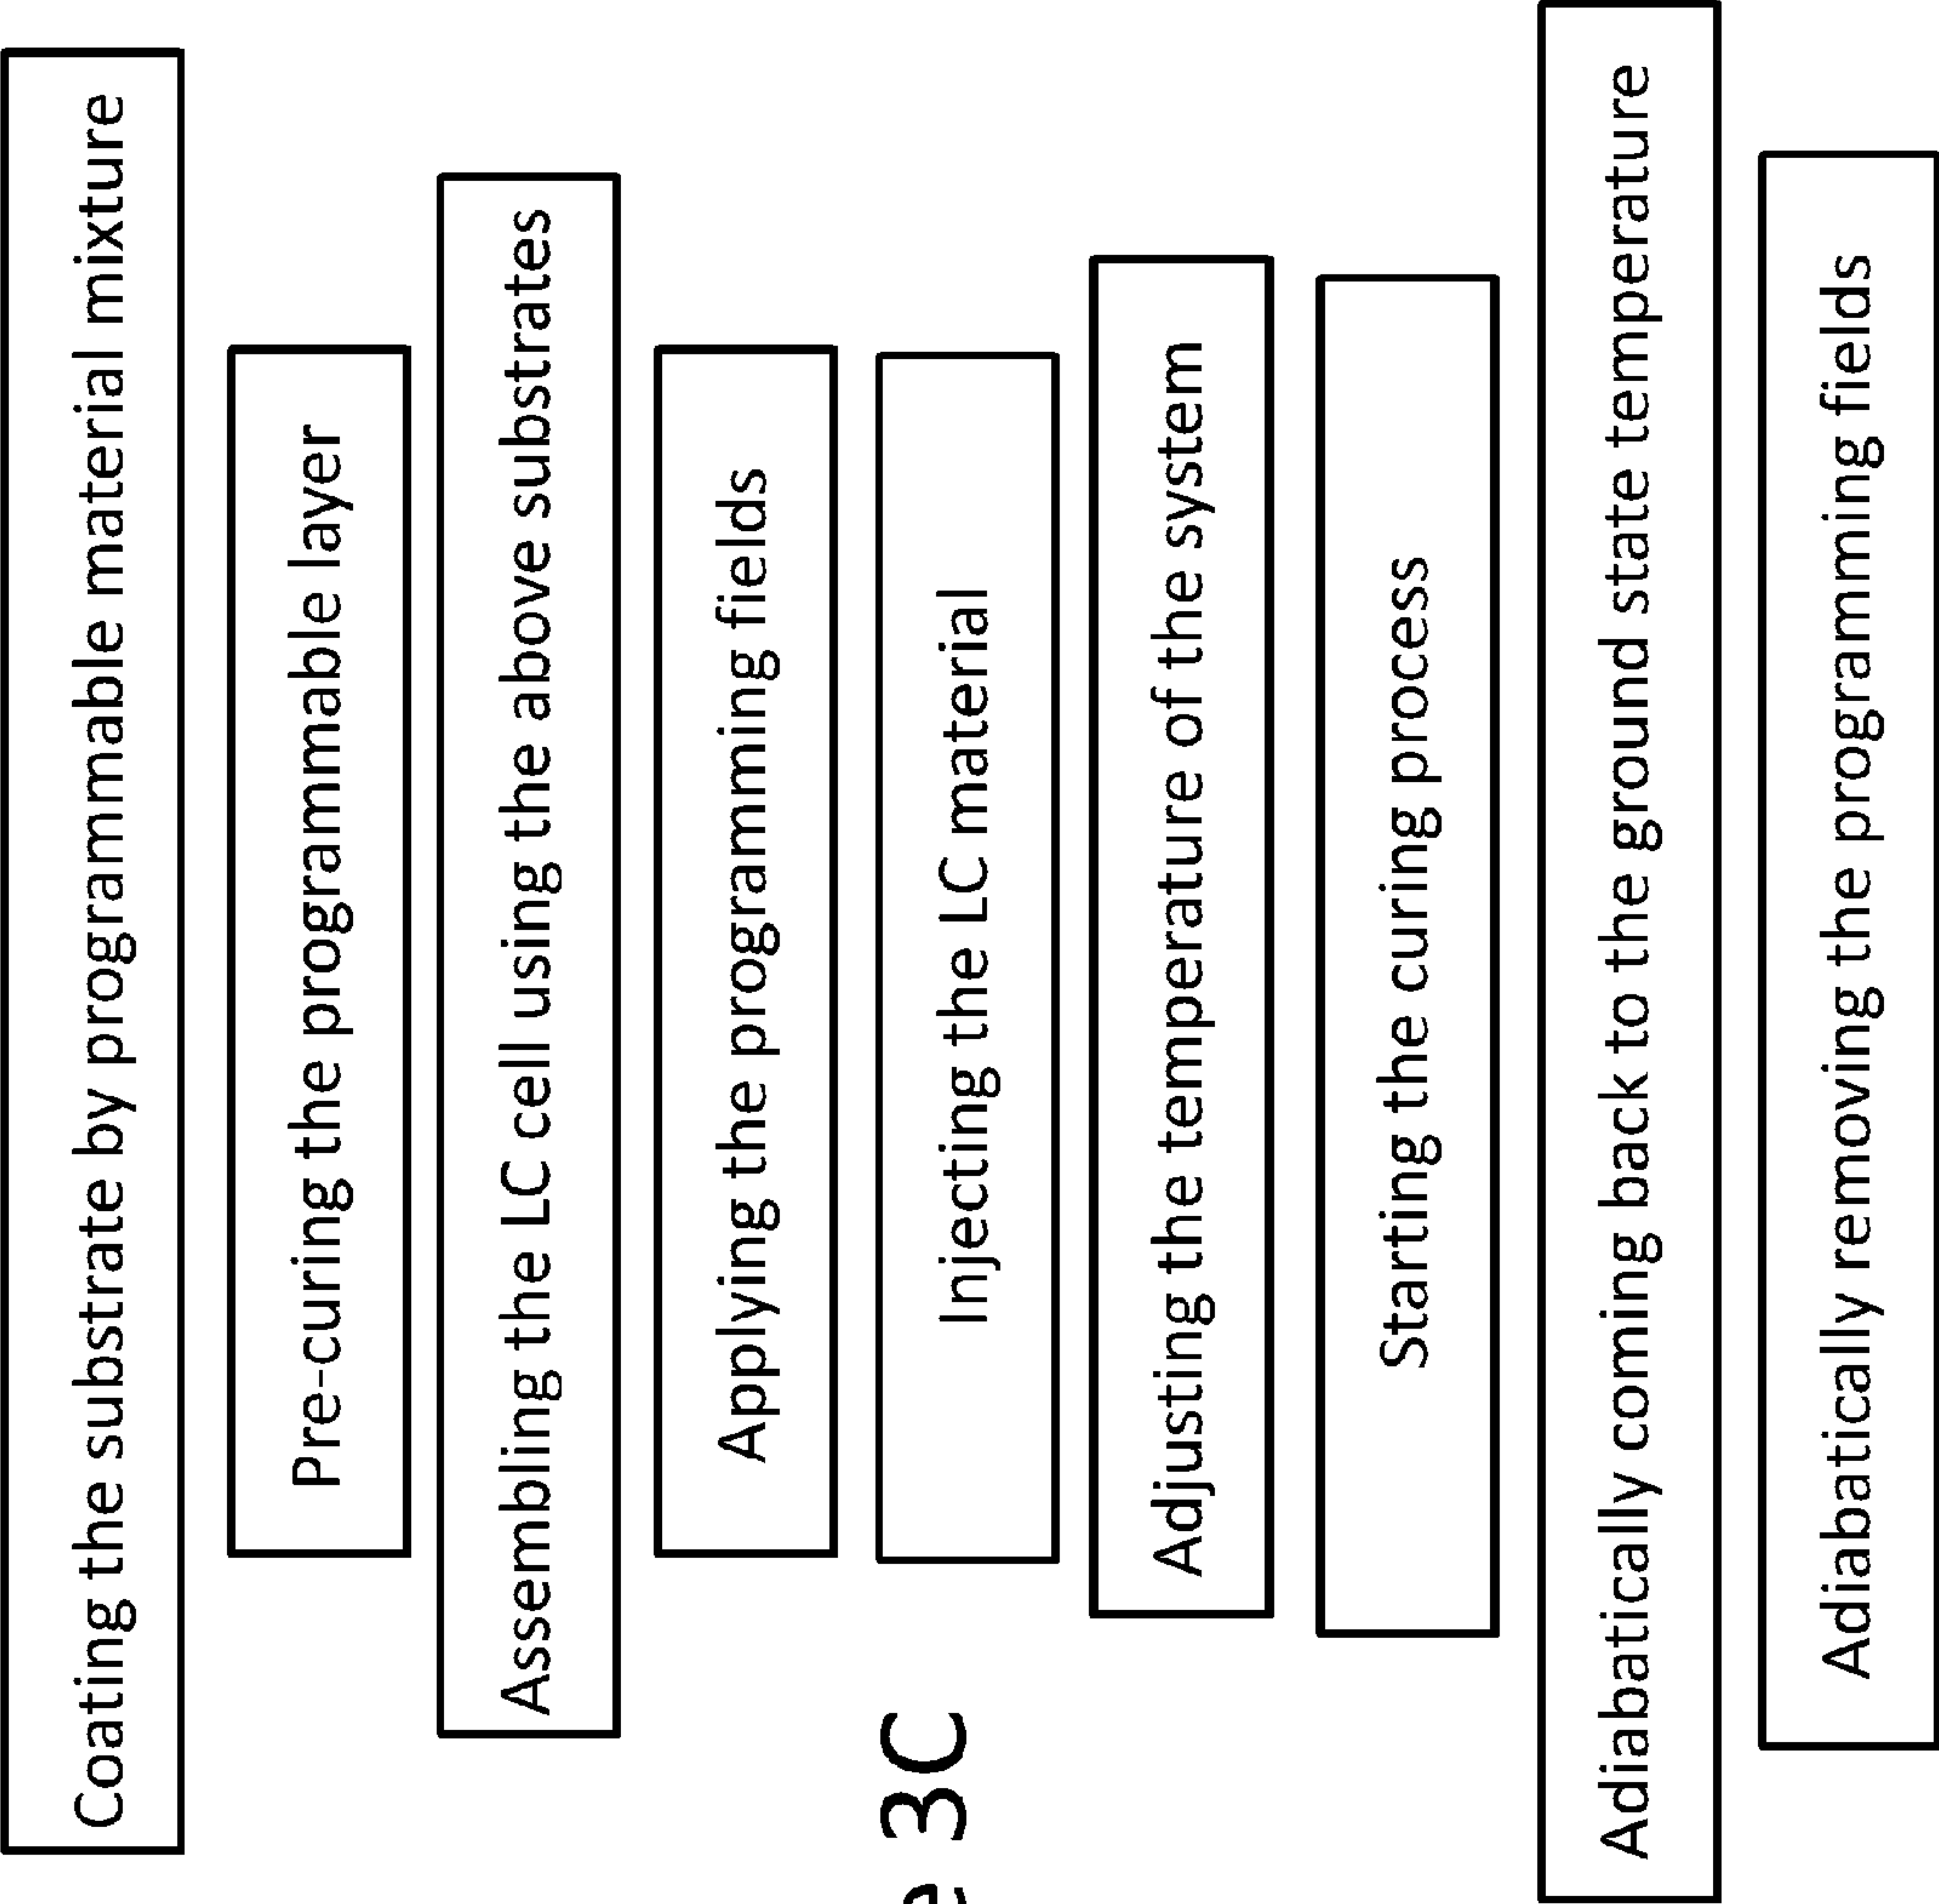 Coating the substrate by programmable material mixture
Pre-curing the programmable layer
Assembling the LC cell using the above substrates
Applying the programming fields
Injecting the LC material
Adjusting the temperature of the system
Starting the curing process
Adiabatically coming back to the ground state temperature
Adiabatically removing the programming fields
3C